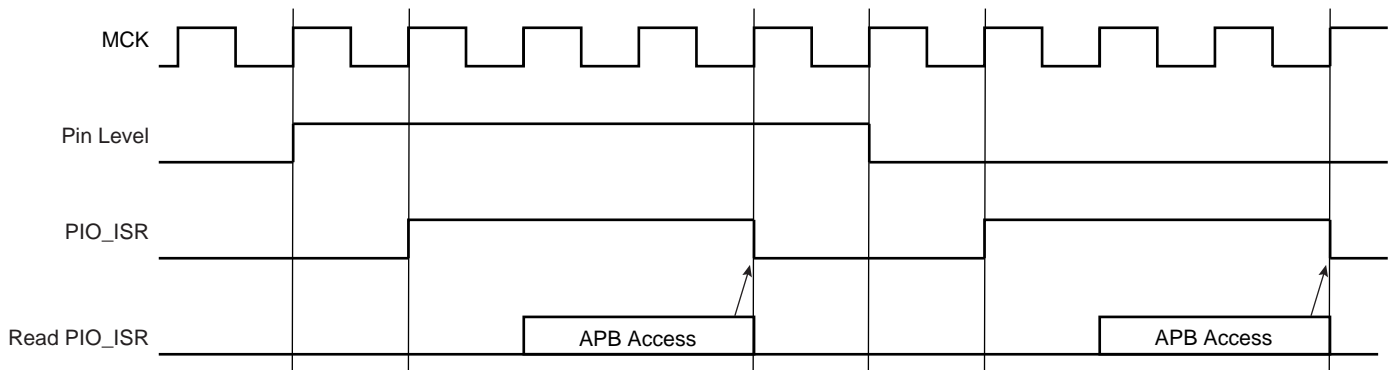 MCK
Pin Level
PIO_ISR
Read PIO_ISR
APB Access
APB Access